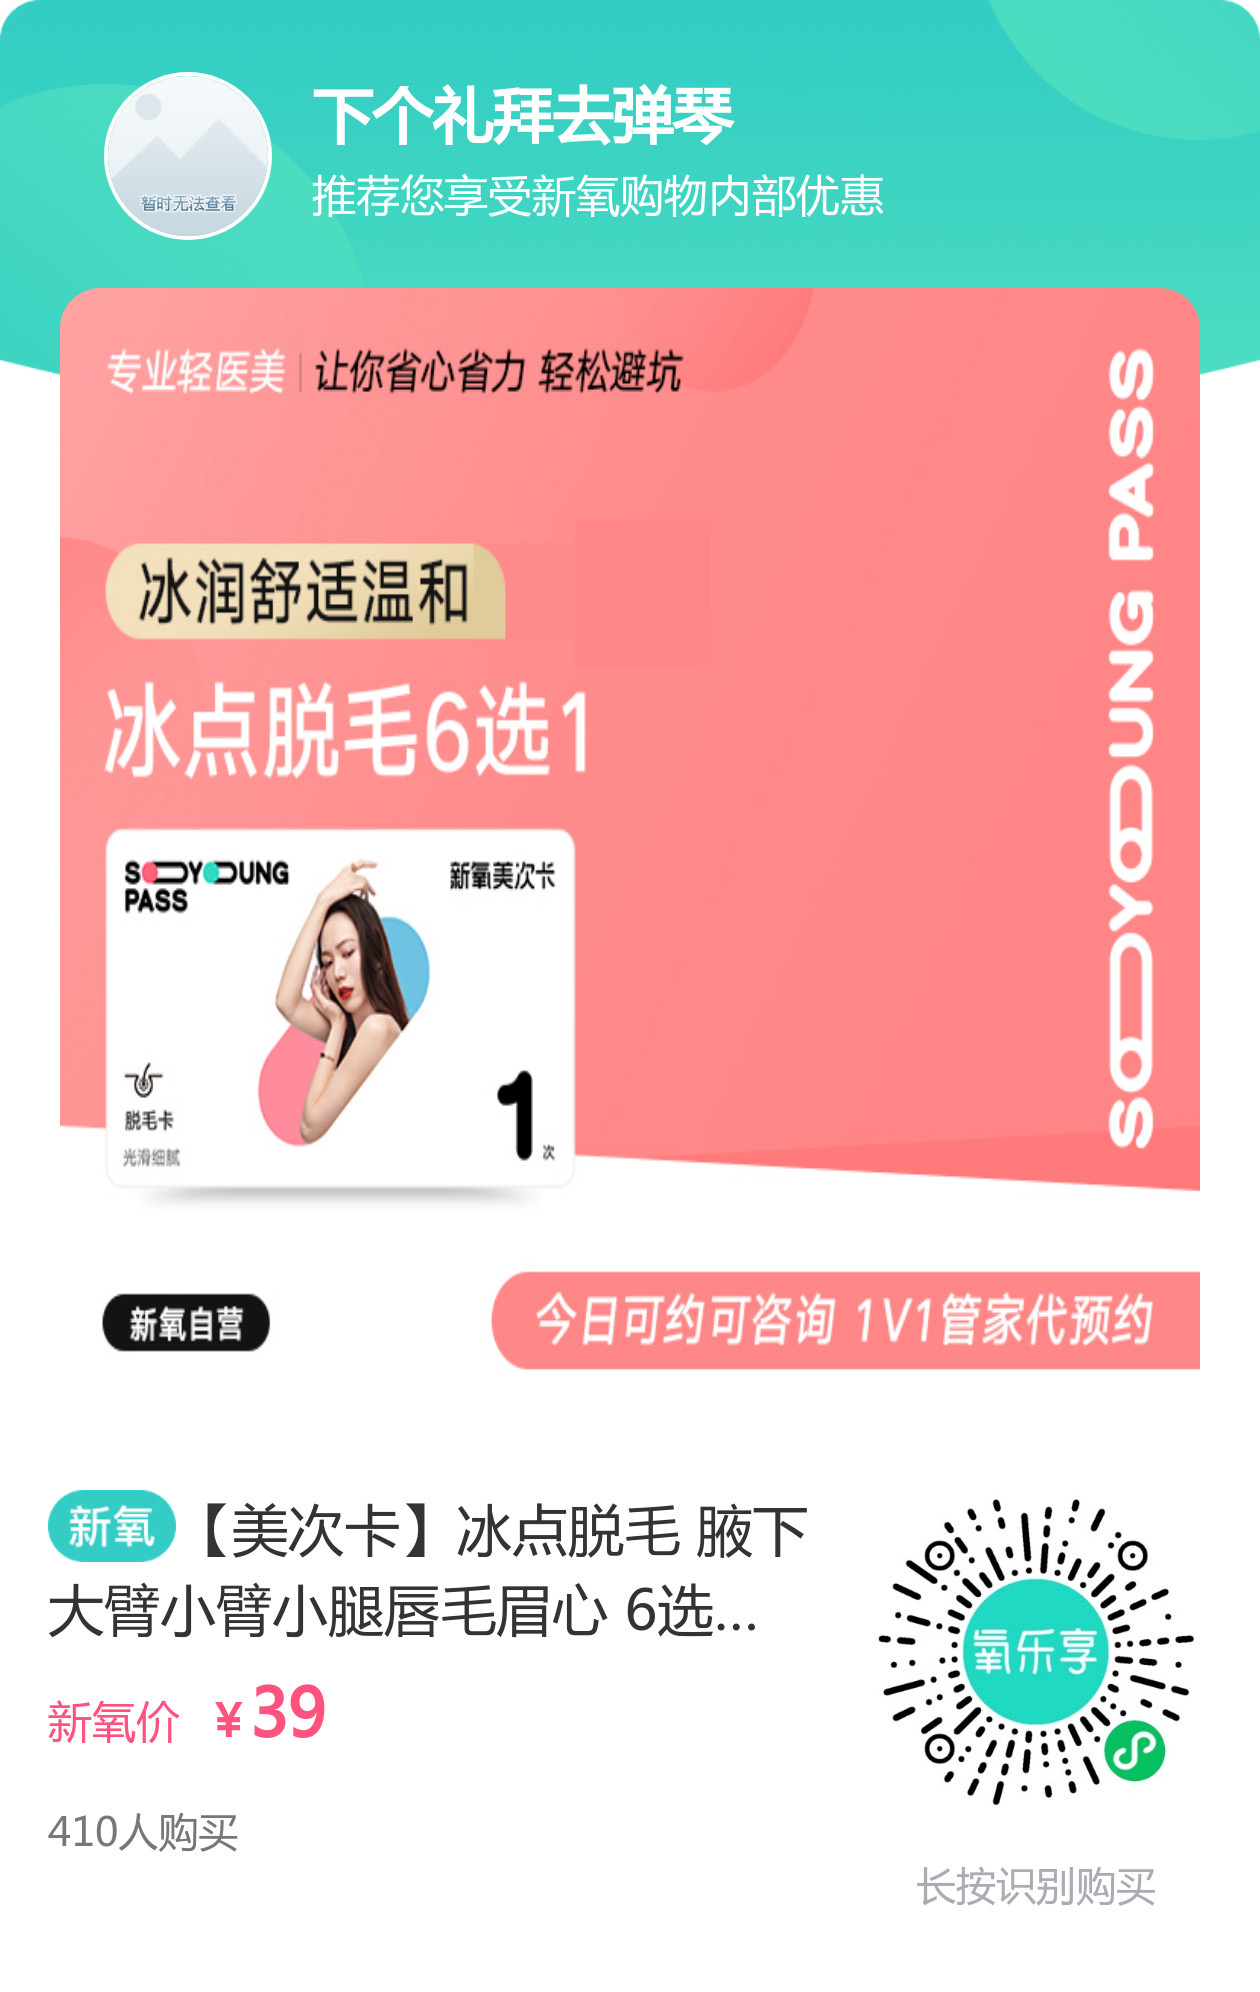 下个礼拜去弹琴
推荐您享受新氧购物内部优惠
暂时无法查看
专业轻医美 | 让你省心省力 轻松避坑
SOYOUNG PASS
冰润舒适温和
冰点脱毛6选1
SOYOUNG
PASS
新氧美次卡
脱毛卡
光滑细腻
1次
新氧自营
今日可约可咨询 1V1管家代预约
新氧【美次卡】冰点脱毛 腋下
大臂小臂小腿唇毛眉心 6选...
新氧价 ¥39
410人购买
氧乐享
长按识别购买